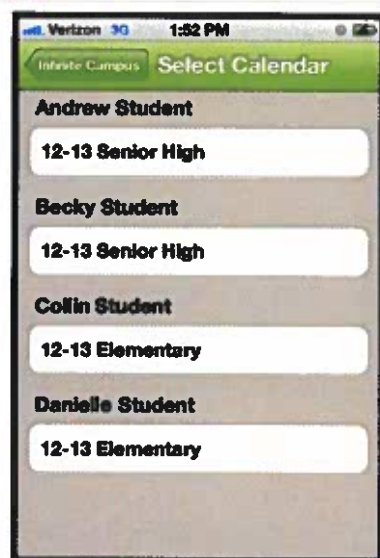 Verizon 3G 1:52 PM
Infinite Campus Select Calendar
Andrew Student
12-13 Senior High
Becky Student
12-13 Senior High
Collin Student
12-13 Elementary
Danielle Student
12-13 Elementary